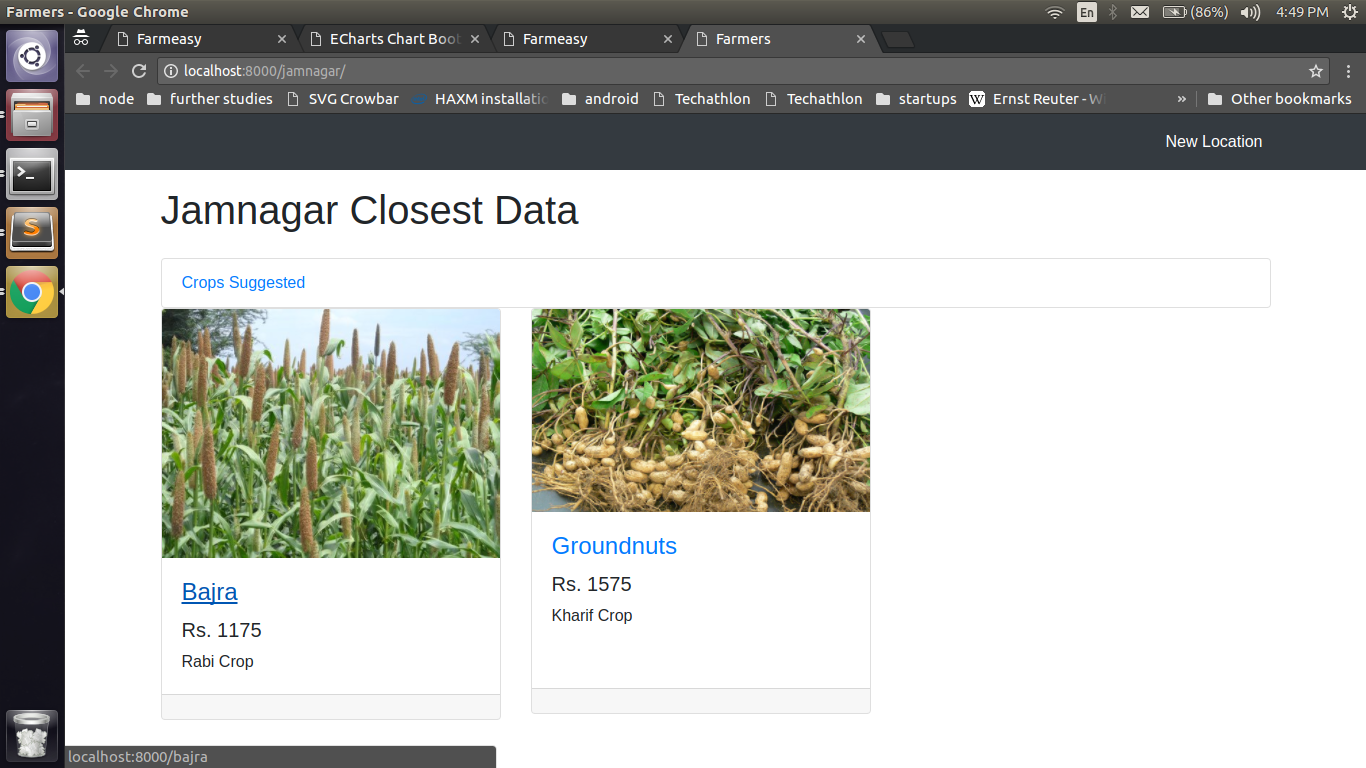 Farmers - Google Chrome
En
(86%)
4:49 PM
Farmeasy
ECharts Chart Boot
Farmeasy
Farmers
localhost:8000/jamnagar/
node
further studies
SVG Crowbar
HAXM installatio
android
Techathlon
Techathlon
startups
W Ernst Reuter - Wi
» Other bookmarks
New Location
Jamnagar Closest Data
Crops Suggested
Bajra
Rs. 1175
Rabi Crop
Groundnuts
Rs. 1575
Kharif Crop
localhost:8000/bajra